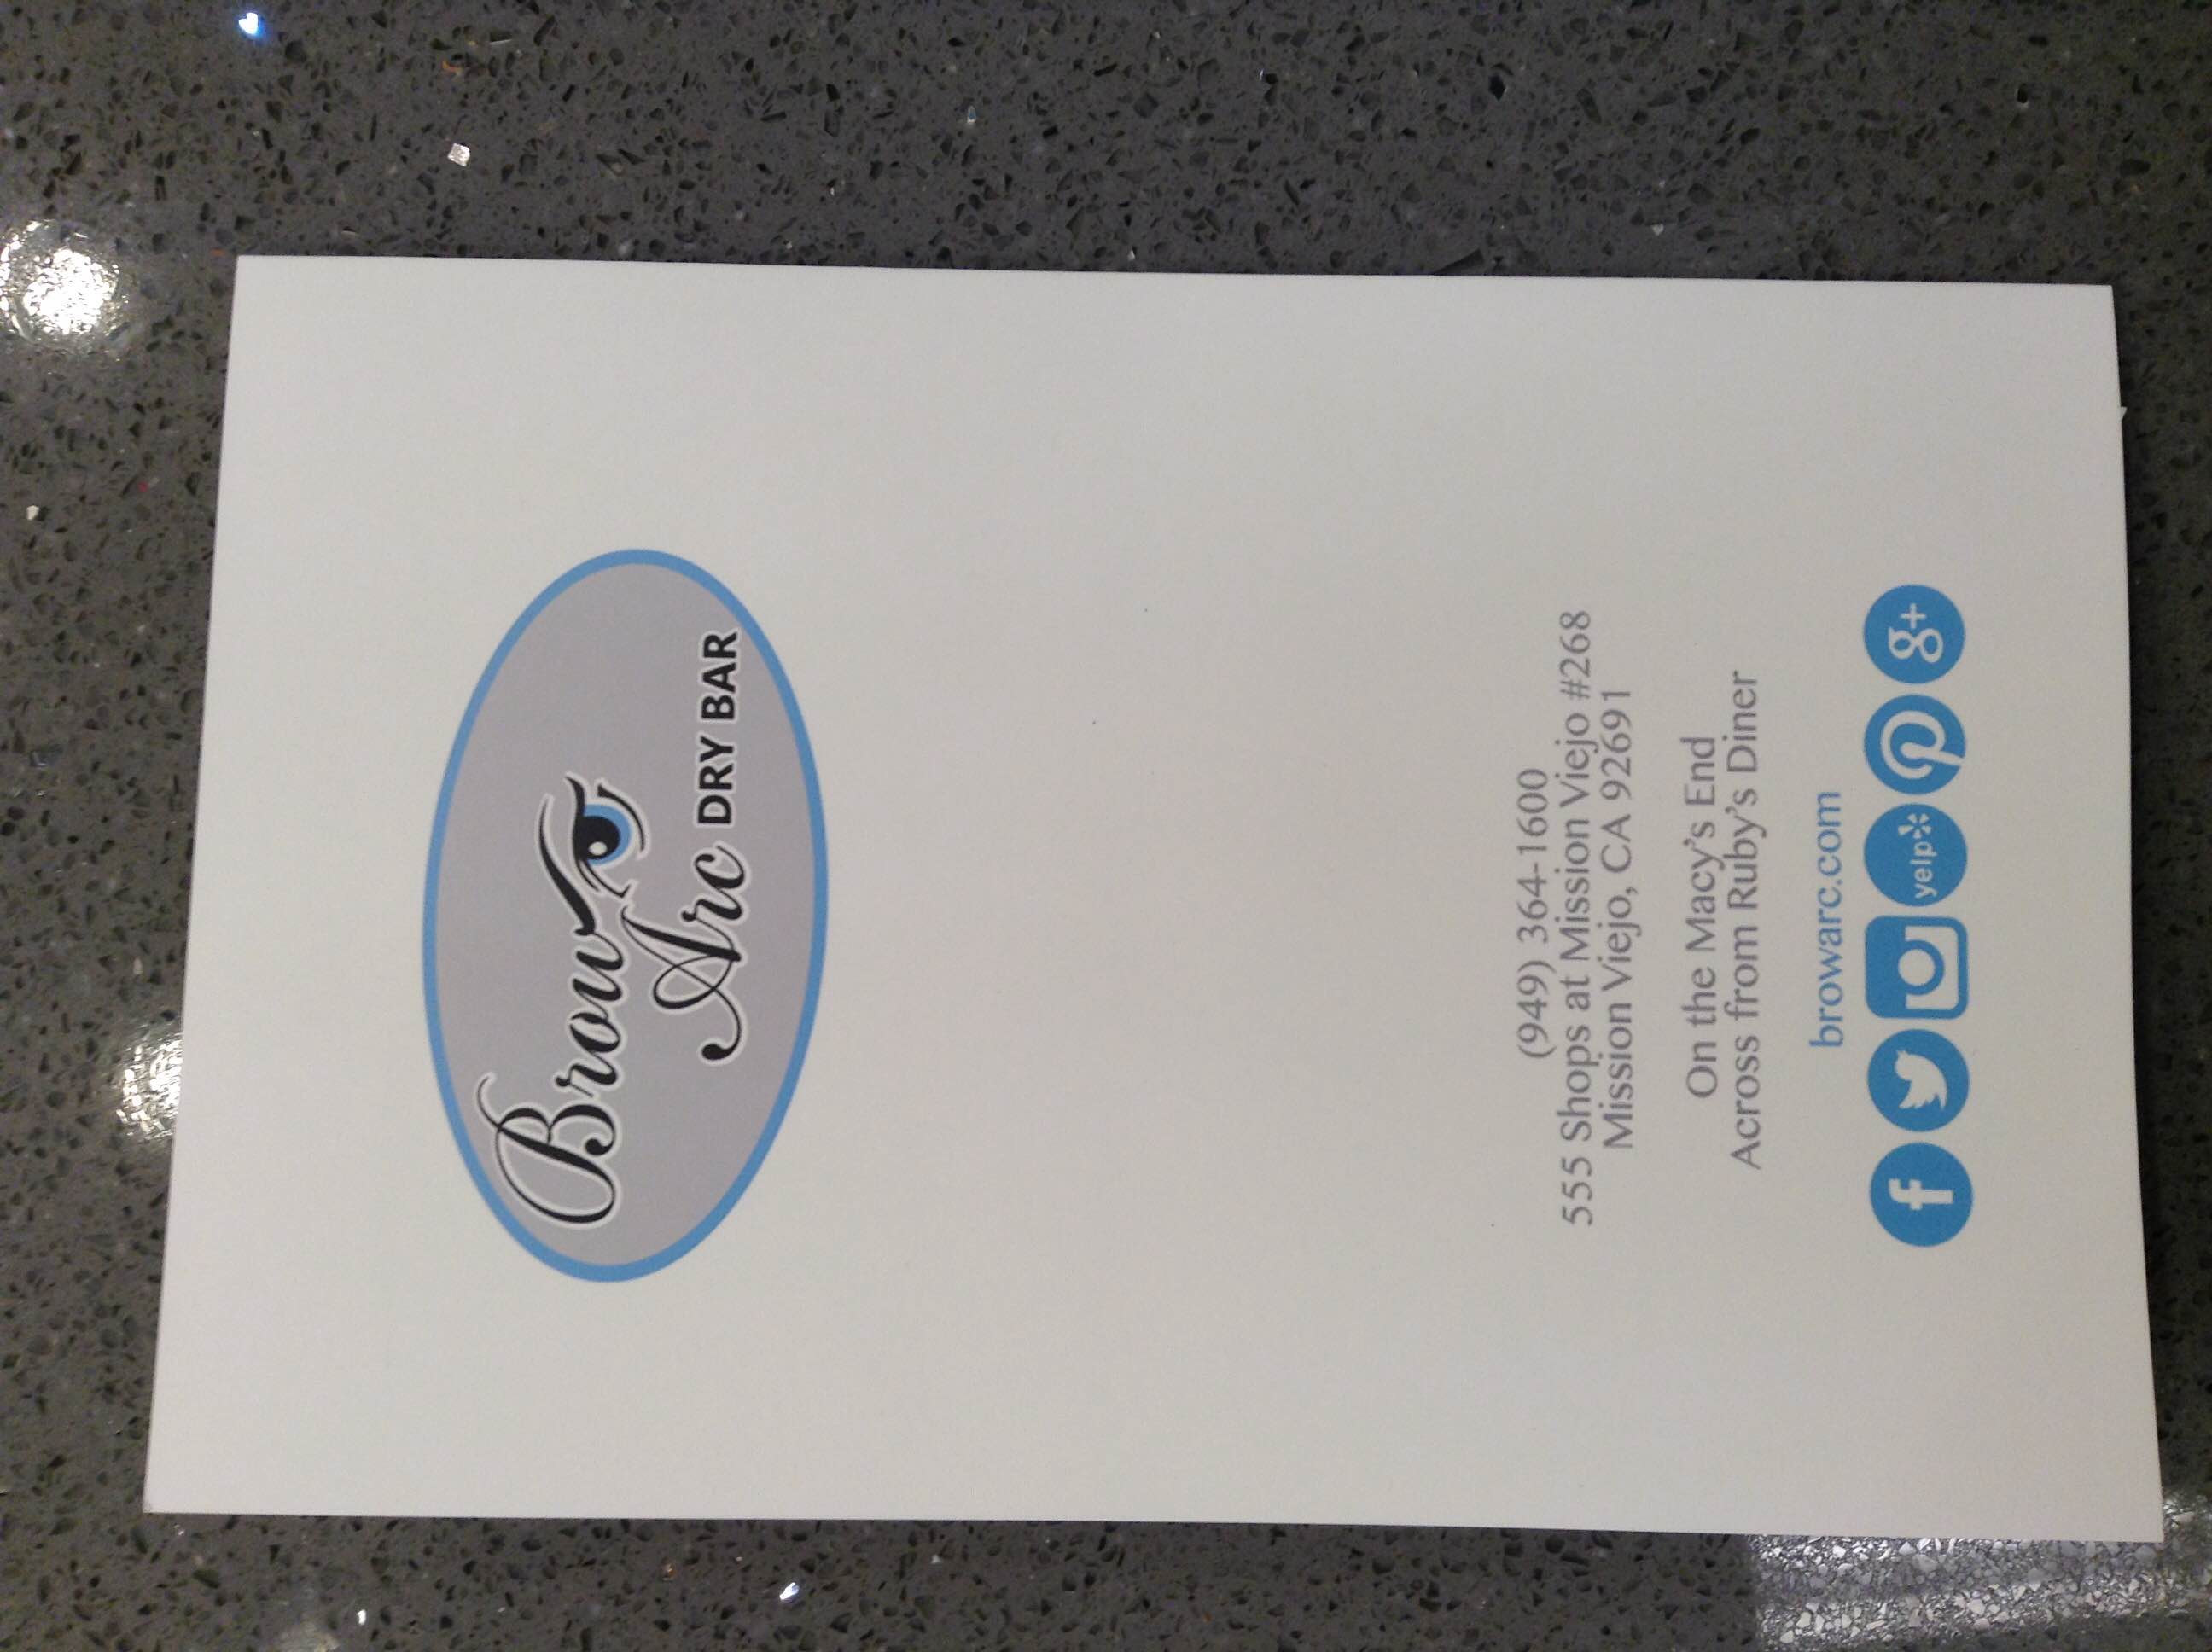 Brow
Arc DRY BAR
(949) 364-1600
555 Shops at Mission Viejo #268
Mission Viejo, CA 92691
On the Macy's End
Across from Ruby's Diner
browarc.com
f yelp g+